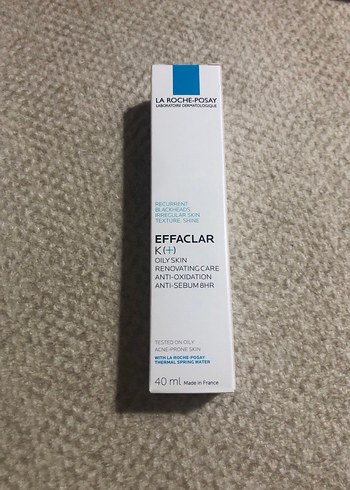 LA ROCHE-POSAY
LABORATOIRE DERMATOLOGIQUE
RECURRENT
BLACKHEADS,
IRREGULAR SKIN
TEXTURE, SHINE
EFFACLAR
K(+)
OILY SKIN
RENOVATING CARE
ANTI-OXIDATION
ANTI-SEBUM 8HR
TESTED ON OILY
ACNE-PRONE SKIN
WITH LA ROCHE-POSAY
THERMAL SPRING WATER
40 ml Made in France